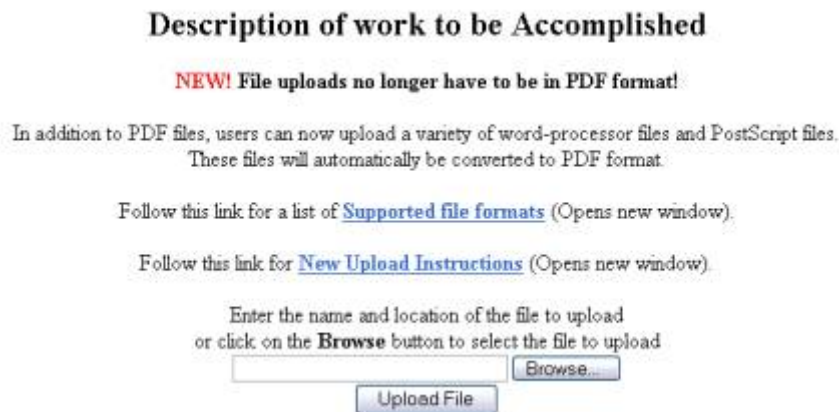 Description of work to be Accomplished
NEW! File uploads no longer have to be in PDF format!
In addition to PDF files, users can now upload a variety of word-processor files and PostScript files.
These files will automatically be converted to PDF format.
Follow this link for a list of Supported file formats (Opens new window).
Follow this link for New Upload Instructions (Opens new window).
Enter the name and location of the file to upload
or click on the Browse button to select the file to upload
Browse...
Upload File